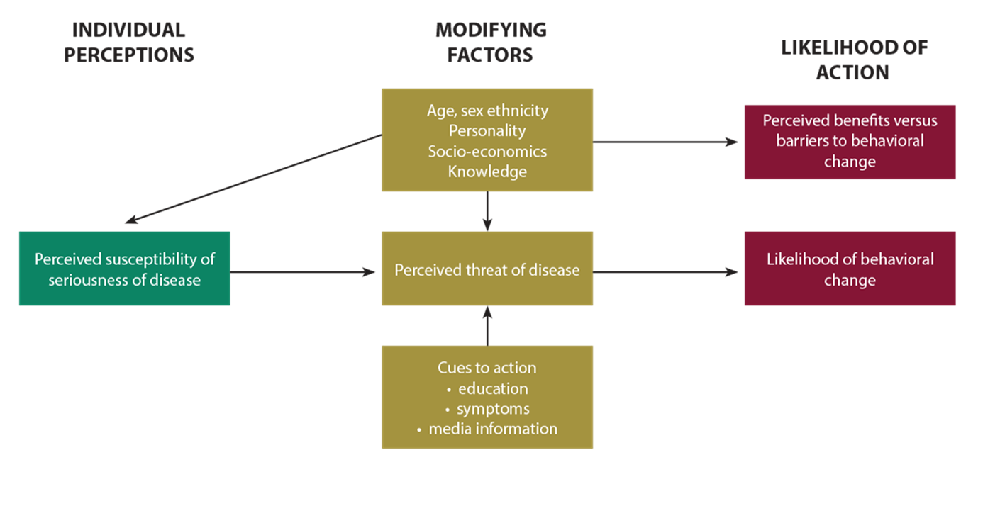 INDIVIDUAL
PERCEPTIONS
MODIFYING
FACTORS
LIKELIHOOD OF
ACTION
Age, sex ethnicity
Personality
Socio-economics
Knowledge
Perceived benefits versus
barriers to behavioral
change
Perceived susceptibility of
seriousness of disease
Perceived threat of disease
Likelihood of behavioral
change
Cues to action
• education
• symptoms
• media information